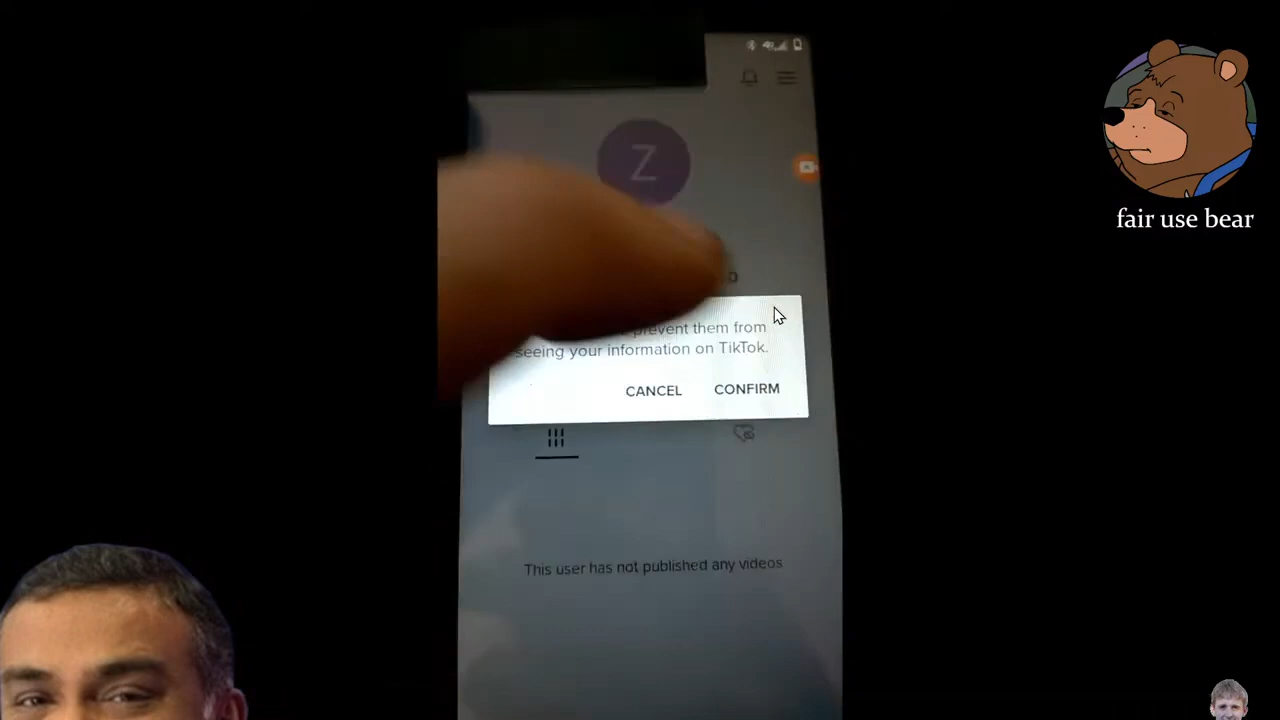 4G
Z
fair use bear
prevent them from
seeing your information on TikTok.
CANCEL CONFIRM
This user has not published any videos